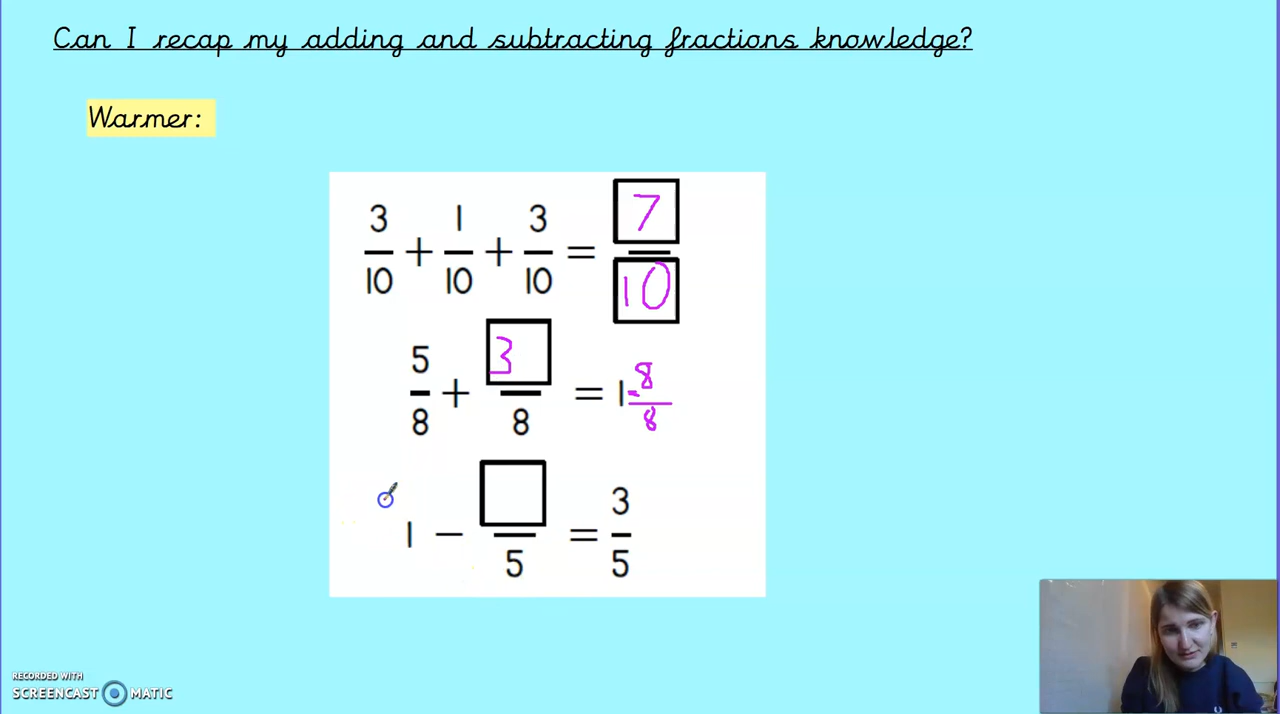 Can I recap my adding and subtracting fractions knowledge?
Warmer:
3/10 + 1/10 + 3/10 = 7/10
5/8 + 3/8 = 1 8/8
1 − /5 = 3/5
RECORDED WITH
SCREENCAST MATIC